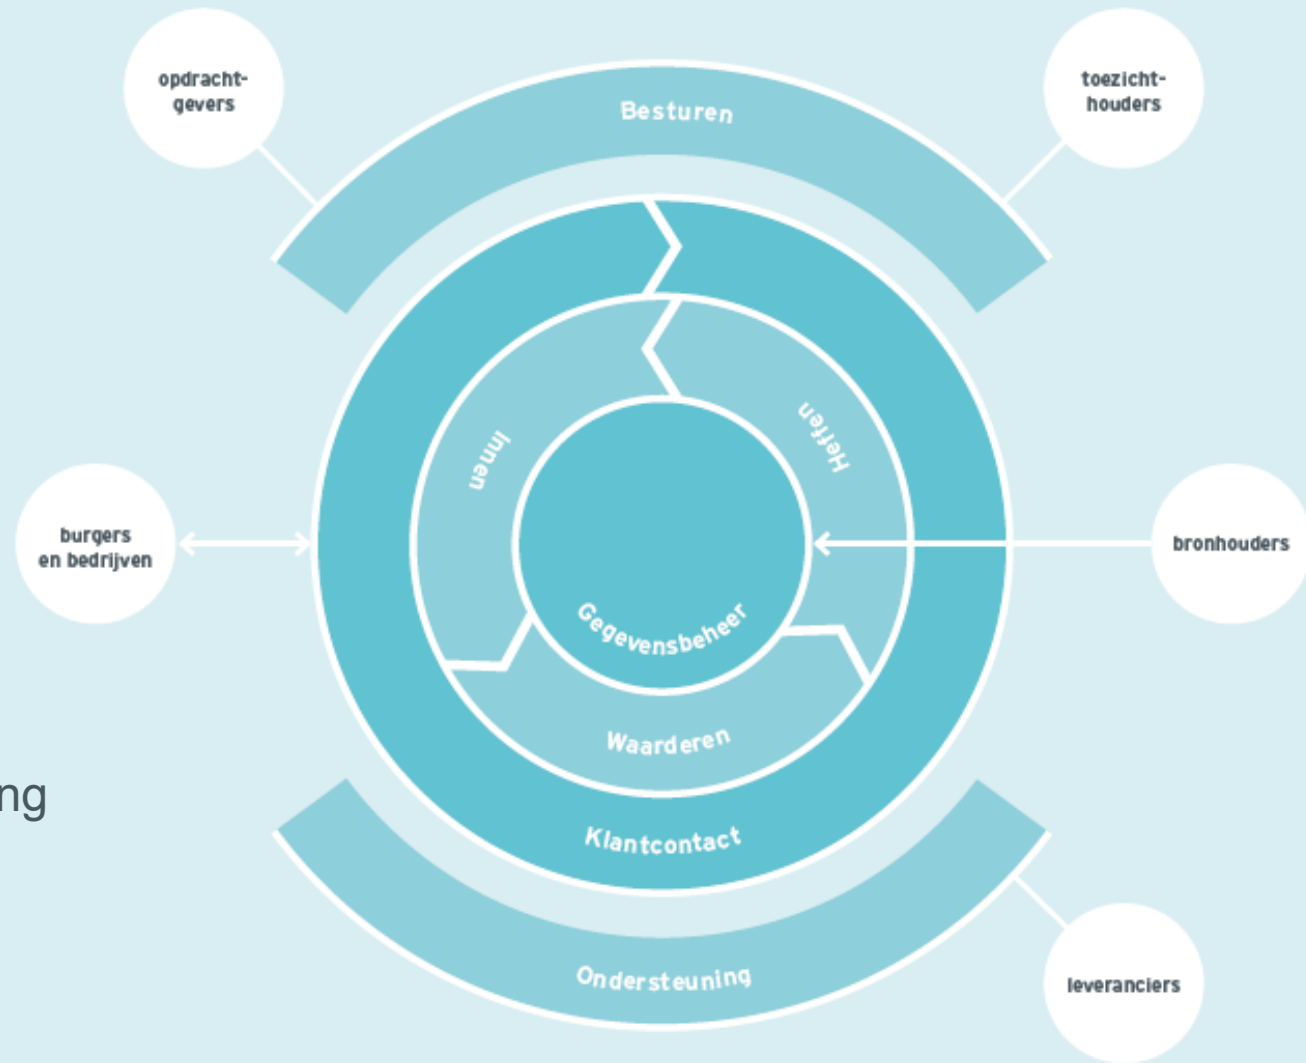 opdracht-
gevers
toezicht-
houders
Besturen
Innen
Heffen
burgers
en bedrijven
bronhouders
Gegevensbeheer
Waarderen
ng
Klantcontact
Ondersteuning
leveranciers